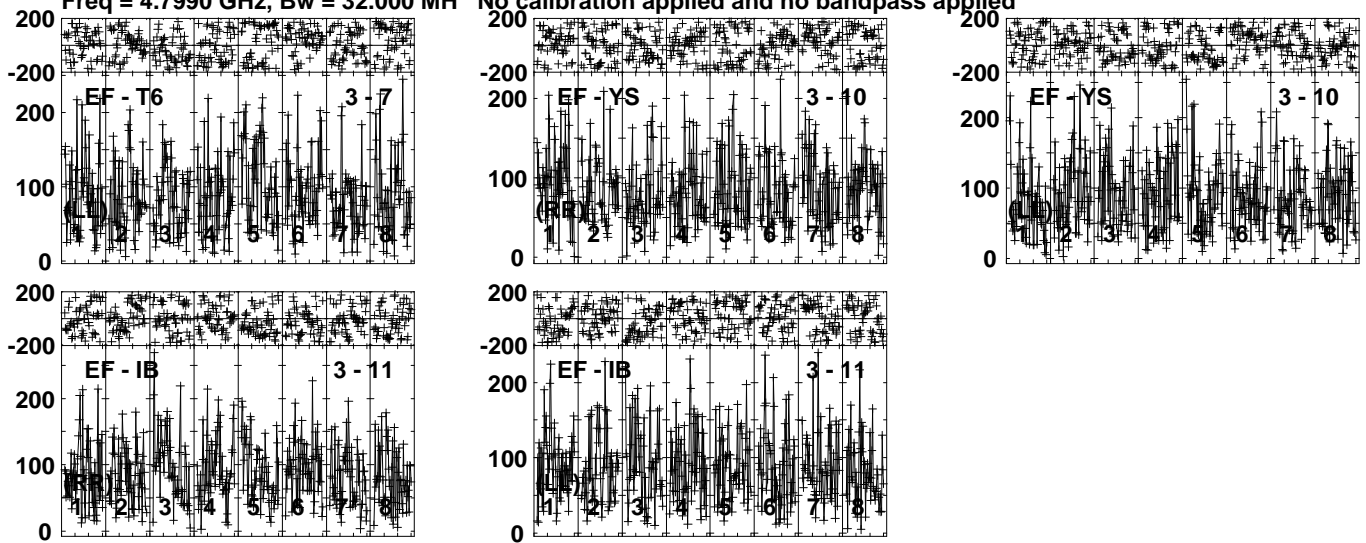 Freq = 4.7990 GHz, Bw = 32.000 MH No calibration applied and no bandpass applied
200 200 200
-200 -200 -200
EF - T6 3 - 7 EF - YS 3 - 10 EF - YS 3 - 10
200 200 200
100 100 100
(LL) (RR) (LL)
1 2 3 4 5 6 7 8 1 2 3 4 5 6 7 8 1 2 3 4 5 6 7 8
0 0 0
200 200
-200 -200
EF - IB 3 - 11 EF - IB 3 - 11
200 200
100 100
(RR) (LL)
1 2 3 4 5 6 7 8 1 2 3 4 5 6 7 8
0 0